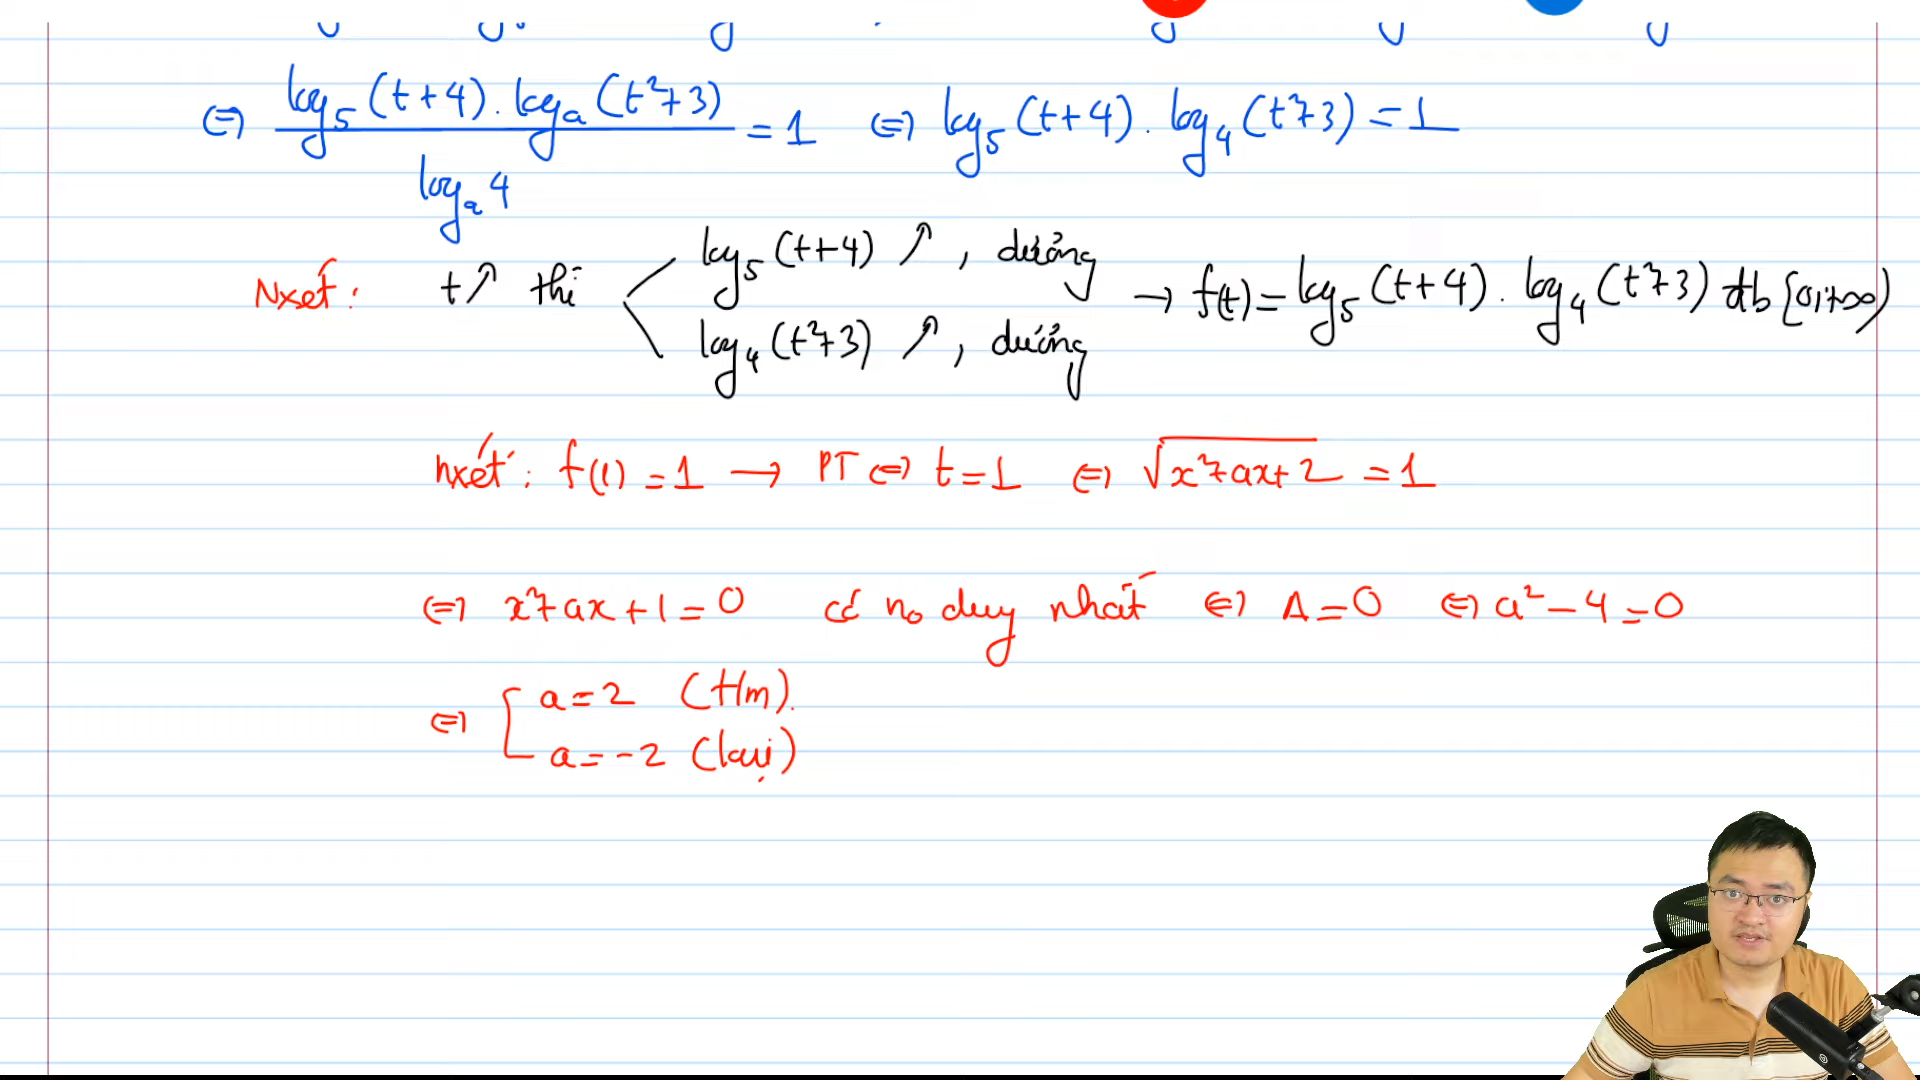 ⇔ log₅(t+4).logₐ(t²+3) / logₐ4 = 1 ⇔ log₅(t+4).log₄(t²+3) = 1
Nxét: t↗ thì
log₅(t+4) ↗, dương
log₄(t²+3) ↗, dương
→ f(t) = log₅(t+4).log₄(t²+3) đb [0;+∞)
nxét: f(1) = 1 → PT ⇔ t = 1 ⇔ √(x²+ax+2) = 1
⇔ x²+ax+1 = 0 có no duy nhất ⇔ Δ = 0 ⇔ a² - 4 = 0
⇔ [ a = 2 (t/m).
a = -2 (loại)